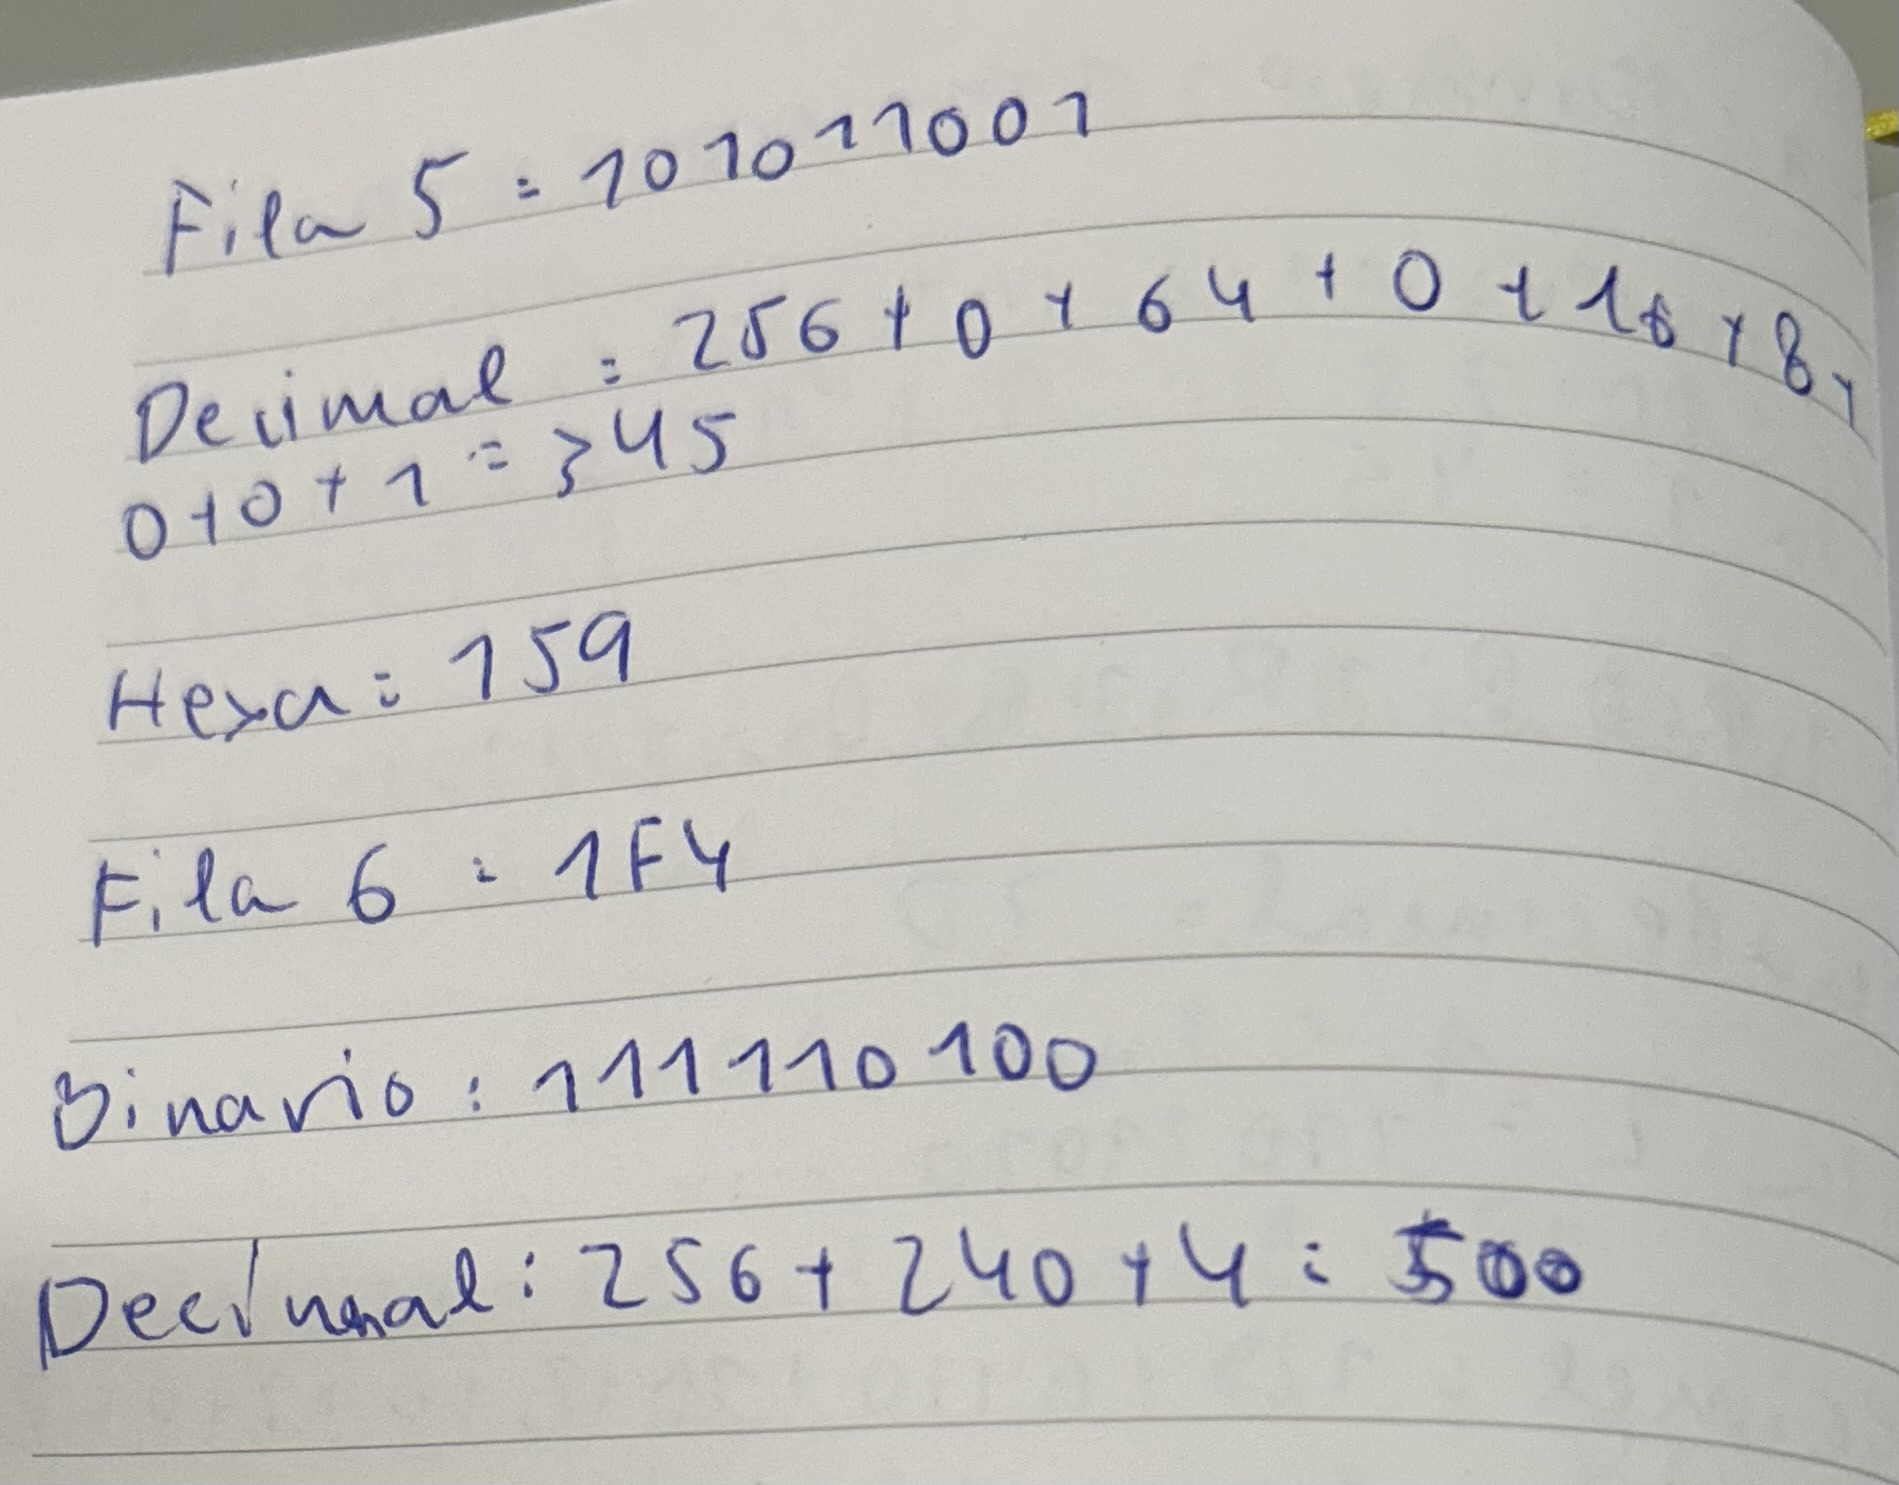 Fila 5 = 101011001
Decimal : 256 + 0 + 64 + 0 + 16 + 8 +
0+0+1 = 345
Hexa : 159
Fila 6 : 1F4
Binario : 111110100
Decimal : 256 + 240 + 4 : 500